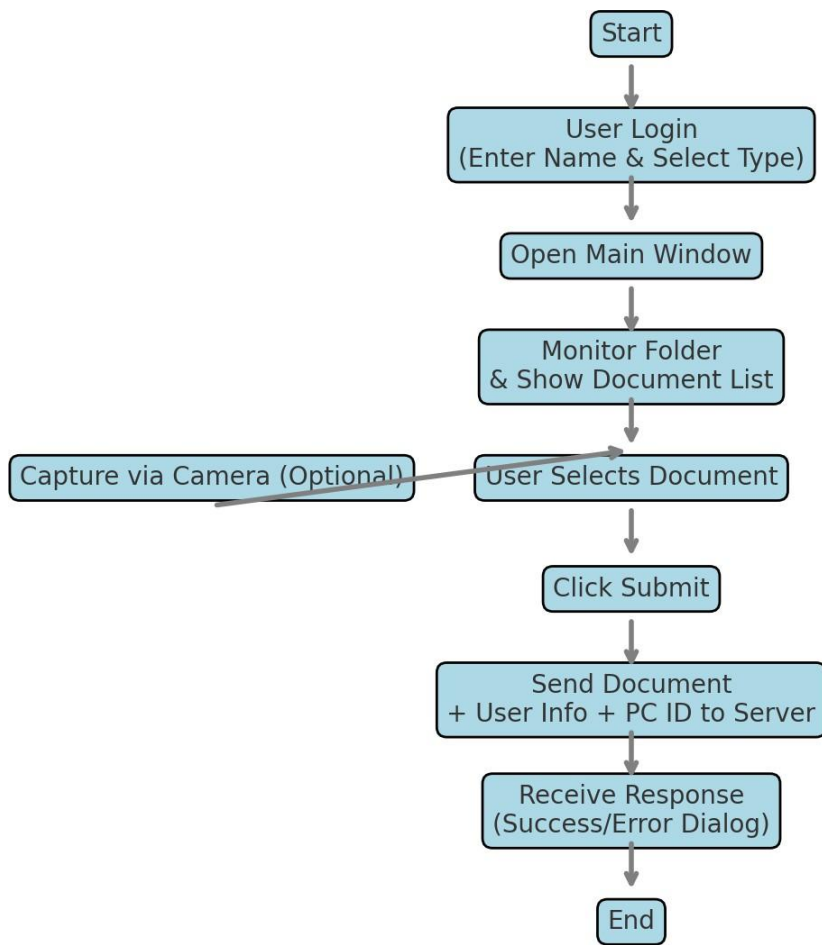 Start
User Login
(Enter Name & Select Type)
Open Main Window
Monitor Folder
& Show Document List
Capture via Camera (Optional)
User Selects Document
Click Submit
Send Document
+ User Info + PC ID to Server
Receive Response
(Success/Error Dialog)
End